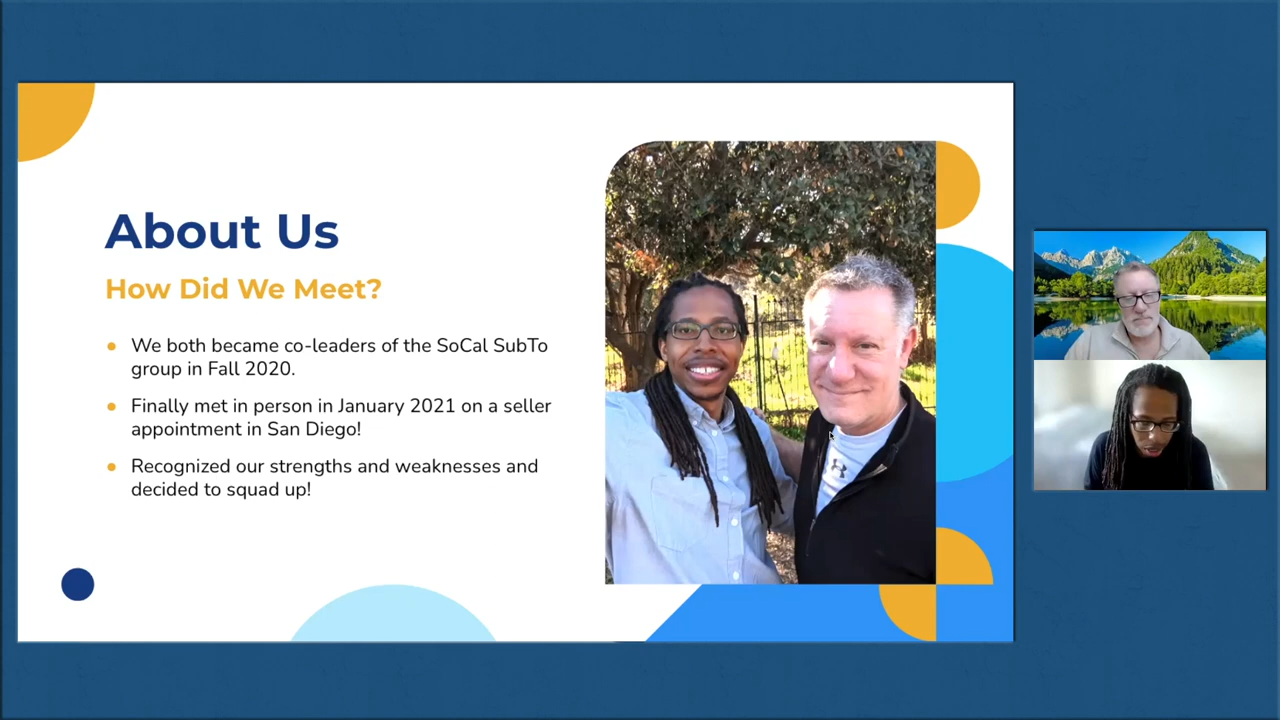 About Us
How Did We Meet?
We both became co-leaders of the SoCal SubTo
group in Fall 2020.
Finally met in person in January 2021 on a seller
appointment in San Diego!
Recognized our strengths and weaknesses and
decided to squad up!